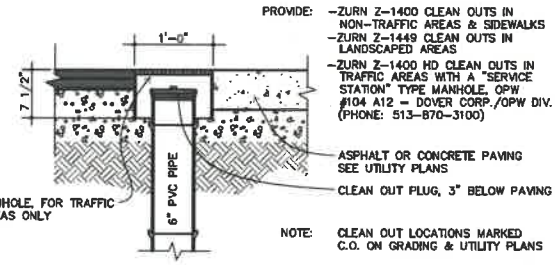 PROVIDE: -ZURN Z-1400 CLEAN OUTS IN
NON-TRAFFIC AREAS & SIDEWALKS
-ZURN Z-1449 CLEAN OUTS IN
LANDSCAPED AREAS
-ZURN Z-1400 HD CLEAN OUTS IN
TRAFFIC AREAS WITH A "SERVICE
STATION" TYPE MANHOLE, OPW
#104 A12 - DOVER CORP./OPW DIV.
(PHONE: 513-870-3100)
1'-0"
7 1/2"
6" PVC PIPE
ASPHALT OR CONCRETE PAVING
SEE UTILITY PLANS
CLEAN OUT PLUG, 3" BELOW PAVING
NHOLE, FOR TRAFFIC
AS ONLY
NOTE: CLEAN OUT LOCATIONS MARKED
C.O. ON GRADING & UTILITY PLANS